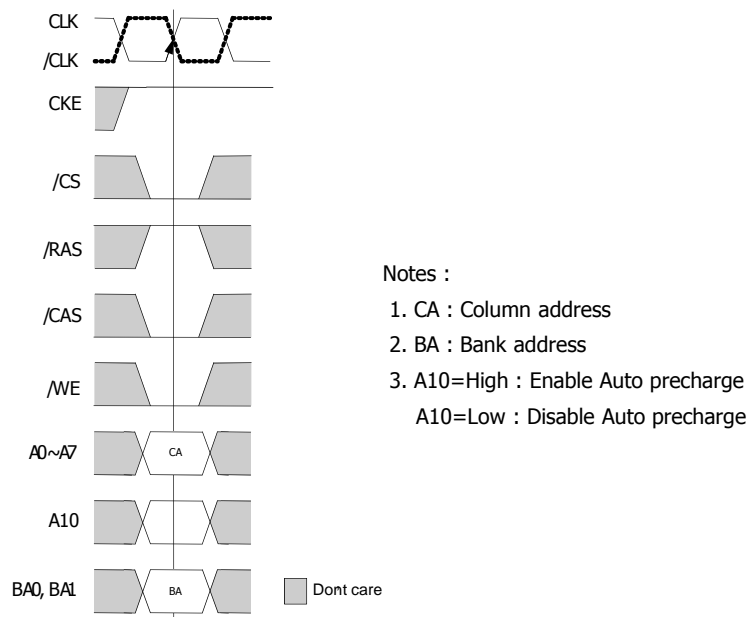 CLK
/CLK
CKE
/CS
/RAS
/CAS
/WE
A0~A7
CA
A10
BA0, BA1
BA
Dont care
Notes :
1. CA : Column address
2. BA : Bank address
3. A10=High : Enable Auto precharge
A10=Low : Disable Auto precharge